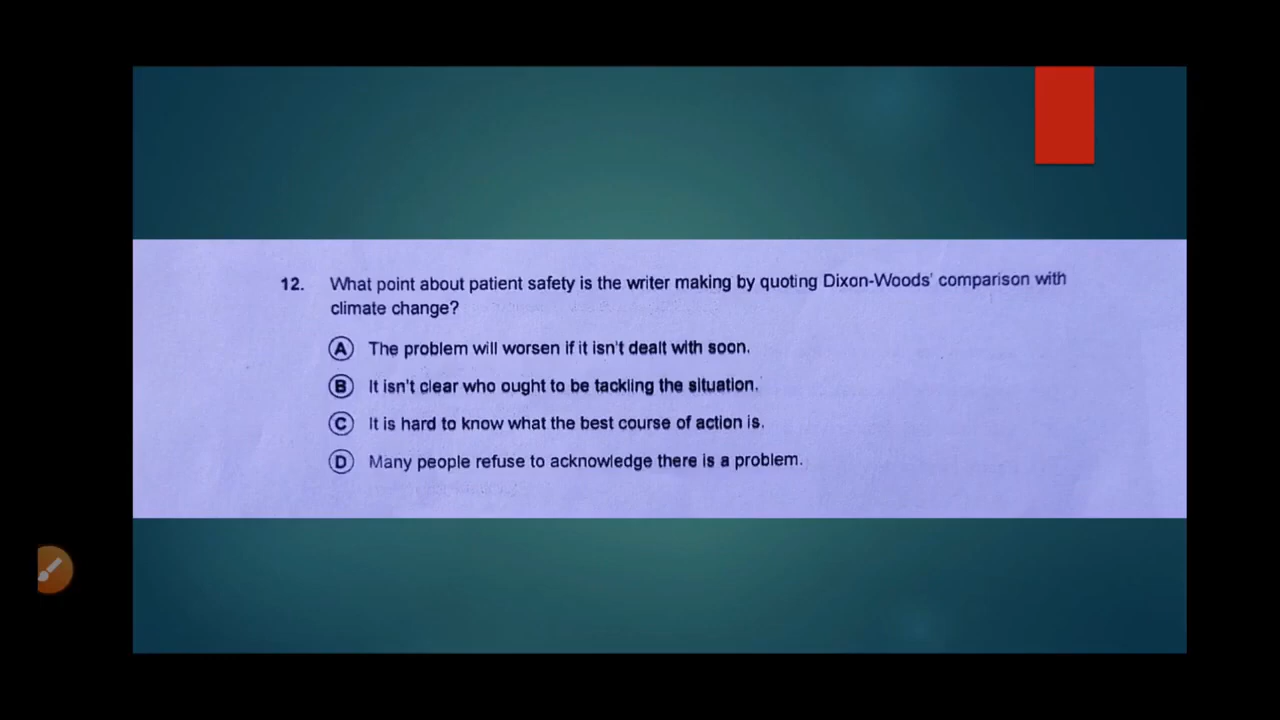 12. What point about patient safety is the writer making by quoting Dixon-Woods' comparison with
climate change?
A The problem will worsen if it isn't dealt with soon.
B It isn't clear who ought to be tackling the situation.
C It is hard to know what the best course of action is.
D Many people refuse to acknowledge there is a problem.